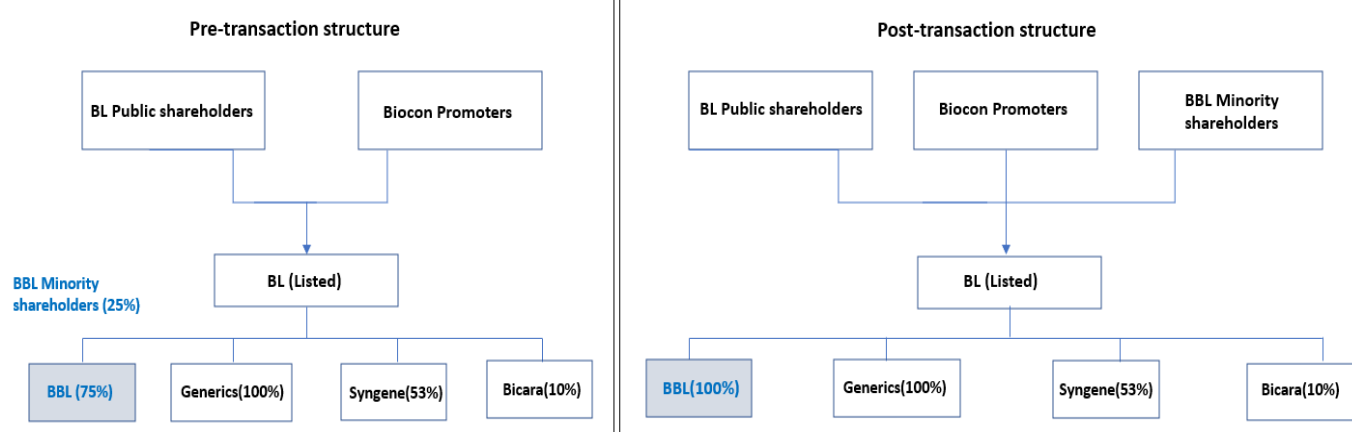 Pre-transaction structure
BL Public shareholders
Biocon Promoters
BL (Listed)
BBL Minority
shareholders (25%)
BBL (75%)
Generics(100%)
Syngene(53%)
Bicara(10%)
Post-transaction structure
BL Public shareholders
Biocon Promoters
BBL Minority
shareholders
BL (Listed)
BBL(100%)
Generics(100%)
Syngene(53%)
Bicara(10%)